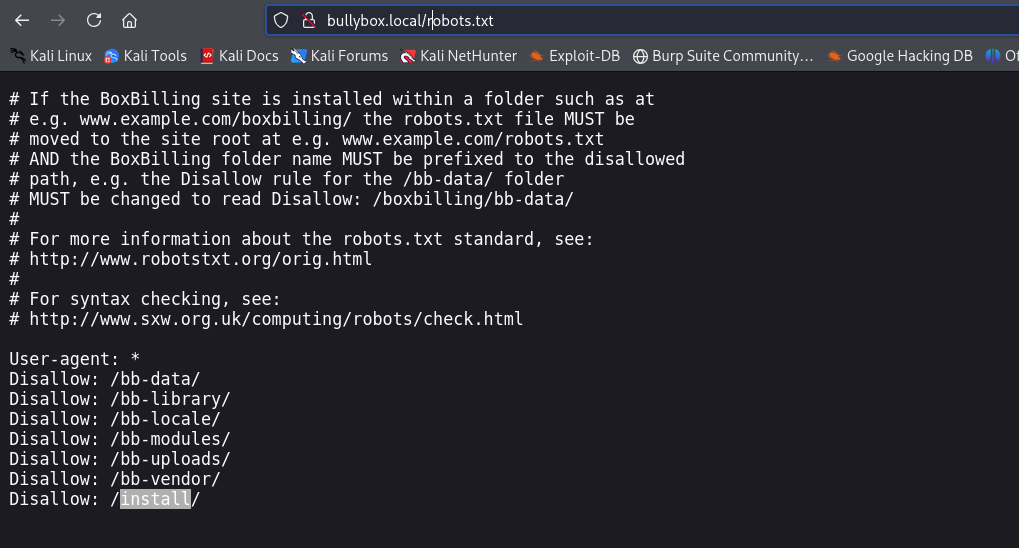 bullybox.local/robots.txt
Kali Linux Kali Tools Kali Docs Kali Forums Kali NetHunter Exploit-DB Burp Suite Community... Google Hacking DB
# If the BoxBilling site is installed within a folder such as at
# e.g. www.example.com/boxbilling/ the robots.txt file MUST be
# moved to the site root at e.g. www.example.com/robots.txt
# AND the BoxBilling folder name MUST be prefixed to the disallowed
# path, e.g. the Disallow rule for the /bb-data/ folder
# MUST be changed to read Disallow: /boxbilling/bb-data/
#
# For more information about the robots.txt standard, see:
# http://www.robotstxt.org/orig.html
#
# For syntax checking, see:
# http://www.sxw.org.uk/computing/robots/check.html
User-agent: *
Disallow: /bb-data/
Disallow: /bb-library/
Disallow: /bb-locale/
Disallow: /bb-modules/
Disallow: /bb-uploads/
Disallow: /bb-vendor/
Disallow: /install/